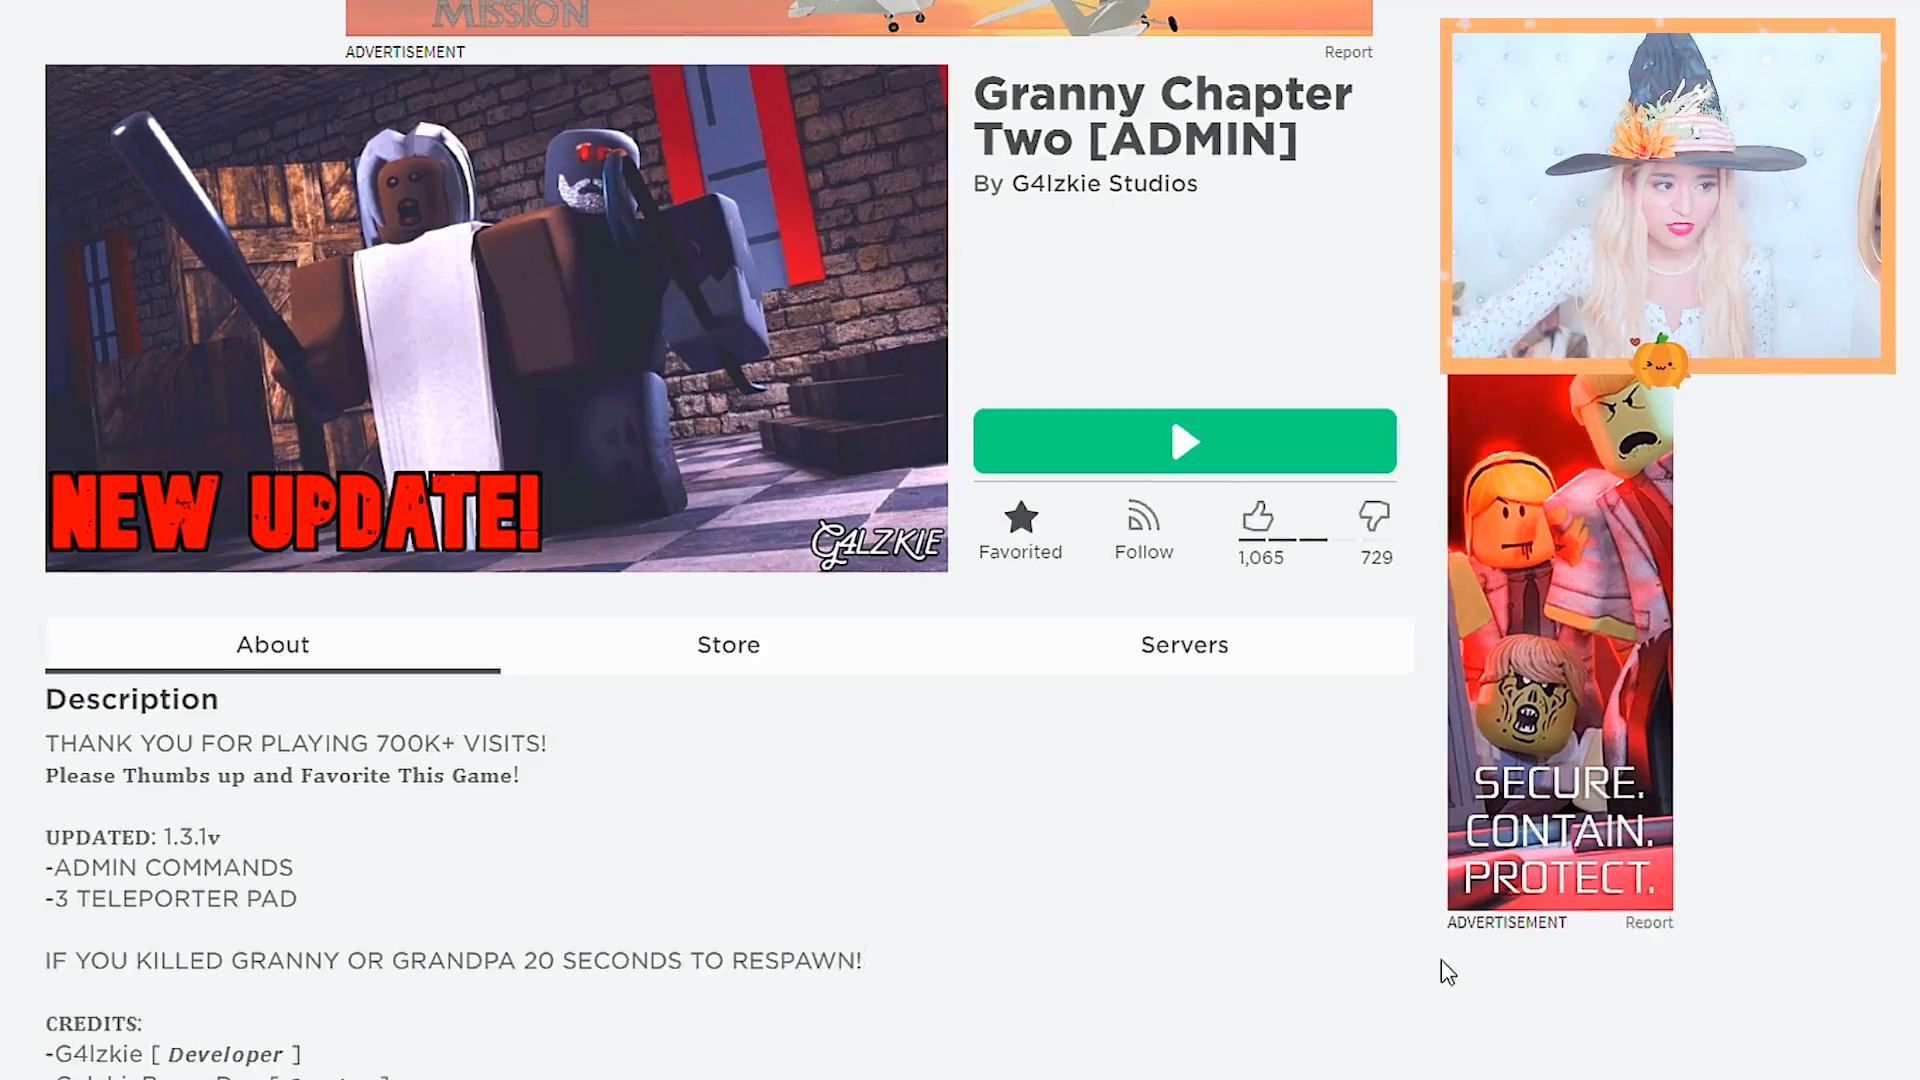 MISSION
ADVERTISEMENT
Report
NEW UPDATE!
G4LZKIE
Granny Chapter
Two [ADMIN]
By G4lzkie Studios
Favorited
Follow
1,065
729
About
Store
Servers
Description
THANK YOU FOR PLAYING 700K+ VISITS!
Please Thumbs up and Favorite This Game!
UPDATED: 1.3.1v
-ADMIN COMMANDS
-3 TELEPORTER PAD
IF YOU KILLED GRANNY OR GRANDPA 20 SECONDS TO RESPAWN!
CREDITS:
-G4lzkie [ Developer ]
SECURE.
CONTAIN.
PROTECT.
ADVERTISEMENT
Report